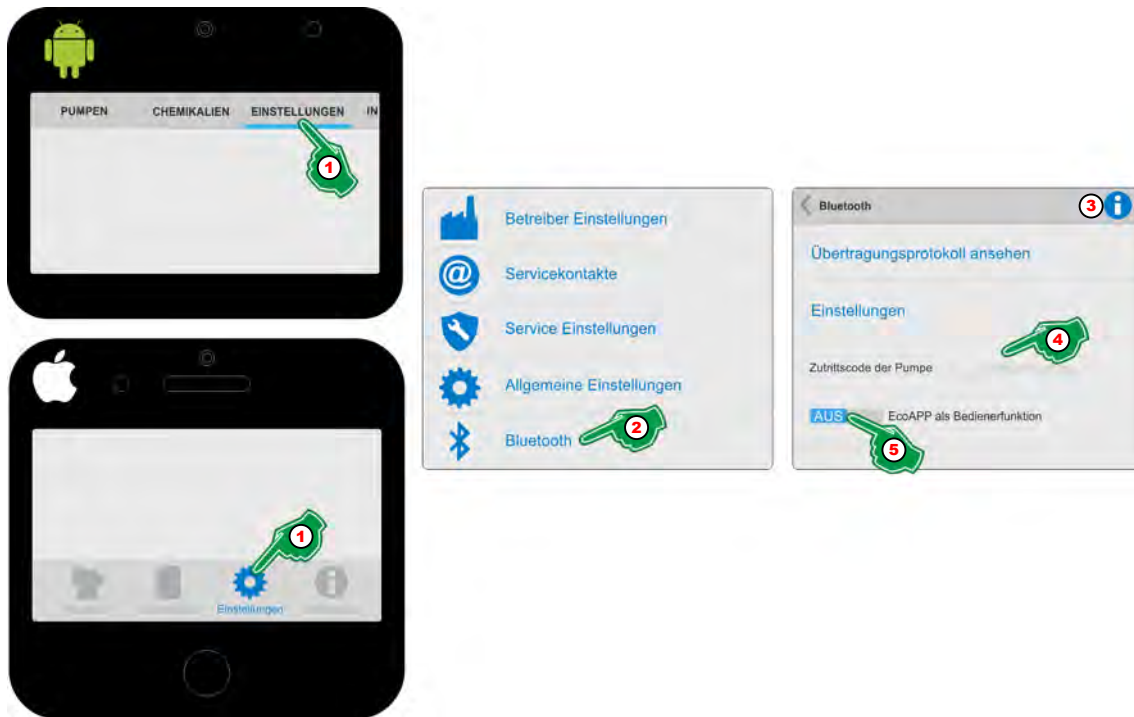 PUMPEN CHEMIKALIEN EINSTELLUNGEN IN
1
1
Einstellungen
Betreiber Einstellungen
@ Servicekontakte
Service Einstellungen
Allgemeine Einstellungen
Bluetooth
2
Bluetooth
3
i
Übertragungsprotokoll ansehen
Einstellungen
4
Zutrittscode der Pumpe
AUS EcoAPP als Bedienerfunktion
5